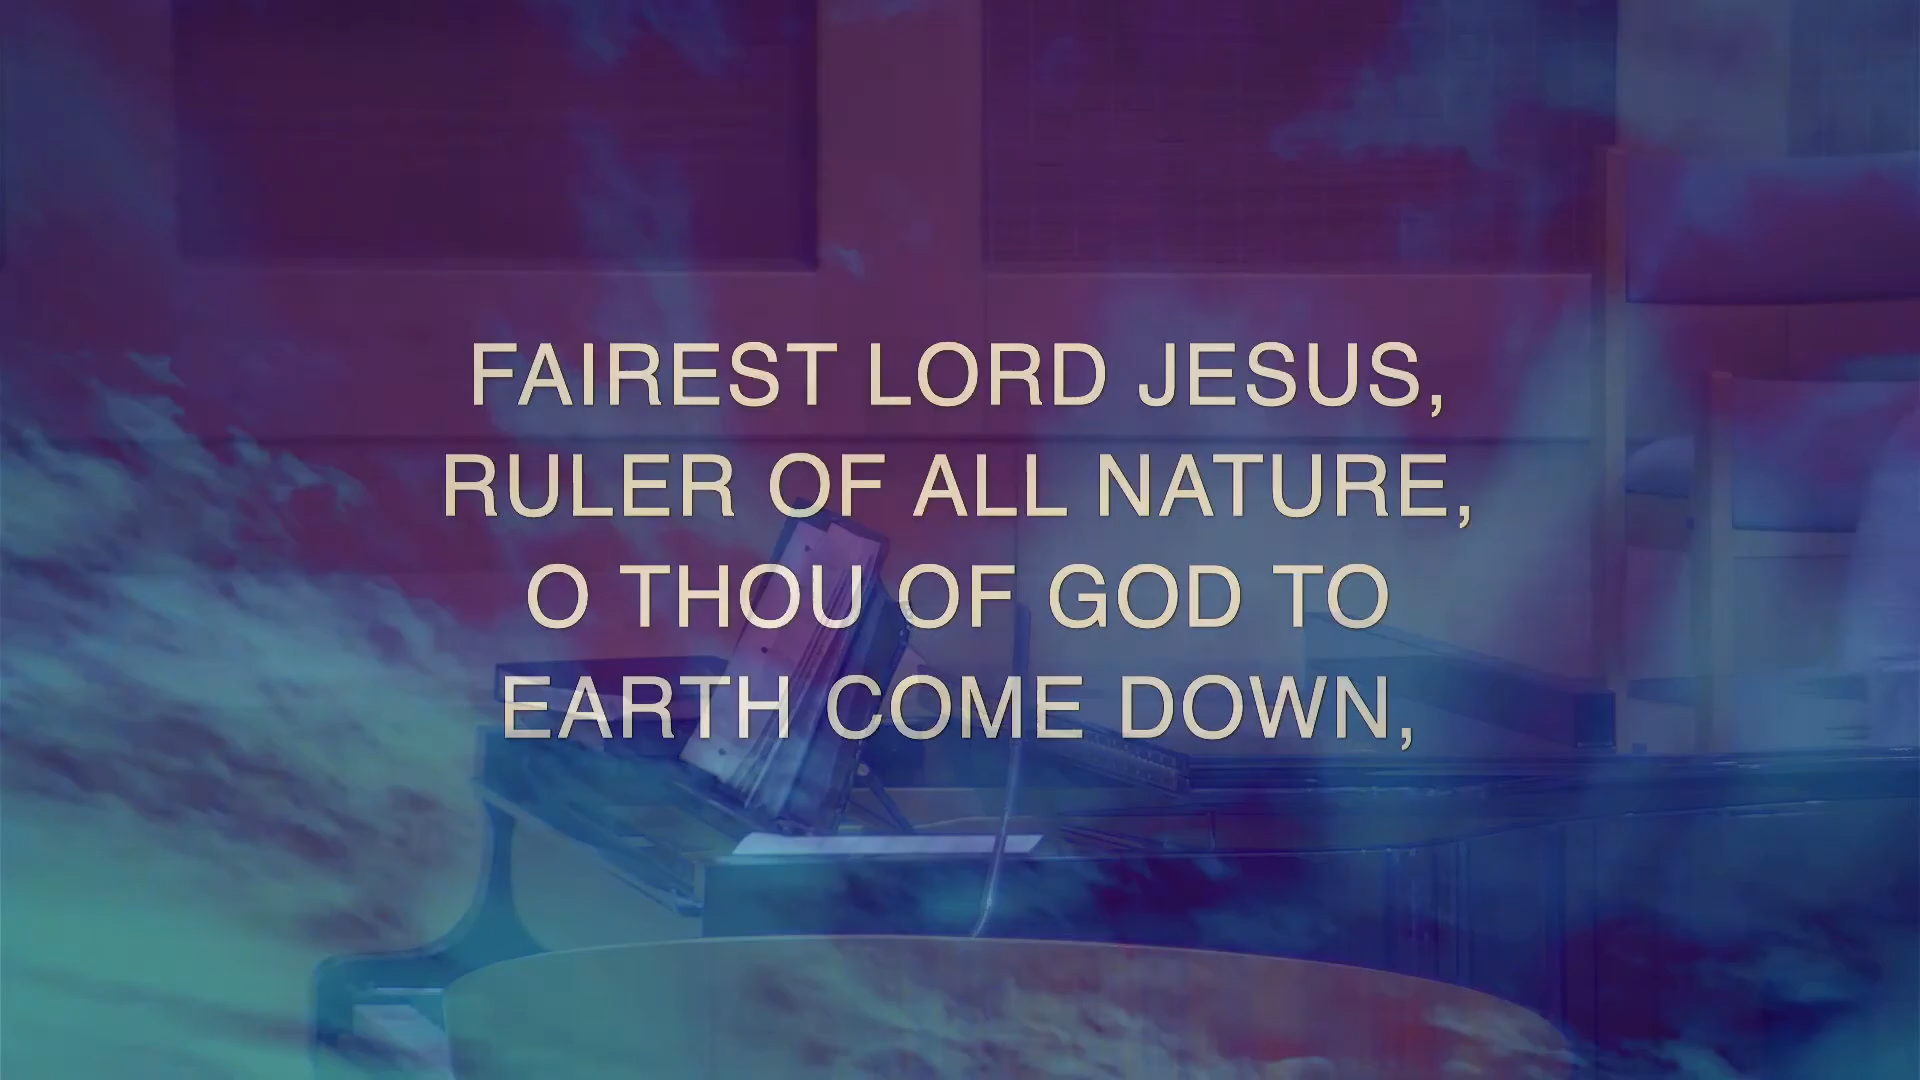 FAIREST LORD JESUS,
RULER OF ALL NATURE,
O THOU OF GOD TO
EARTH COME DOWN,